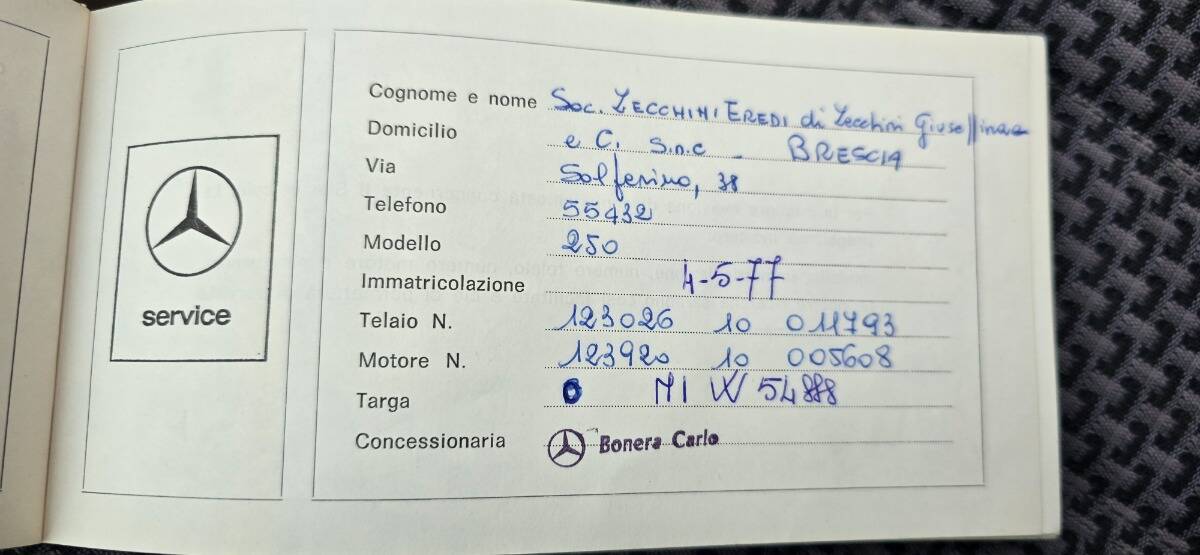 service
Cognome e nome Soc. ZECCHINI EREDI di Zecchini Giuseppina
Domicilio e C. s.n.c - BRESCIA
Via Solferino, 38
Telefono 55432
Modello 250
Immatricolazione 4-5-77
Telaio N. 123026 10 011793
Motore N. 123920 10 005608
Targa MI W 54888
Concessionaria Bonera Carlo